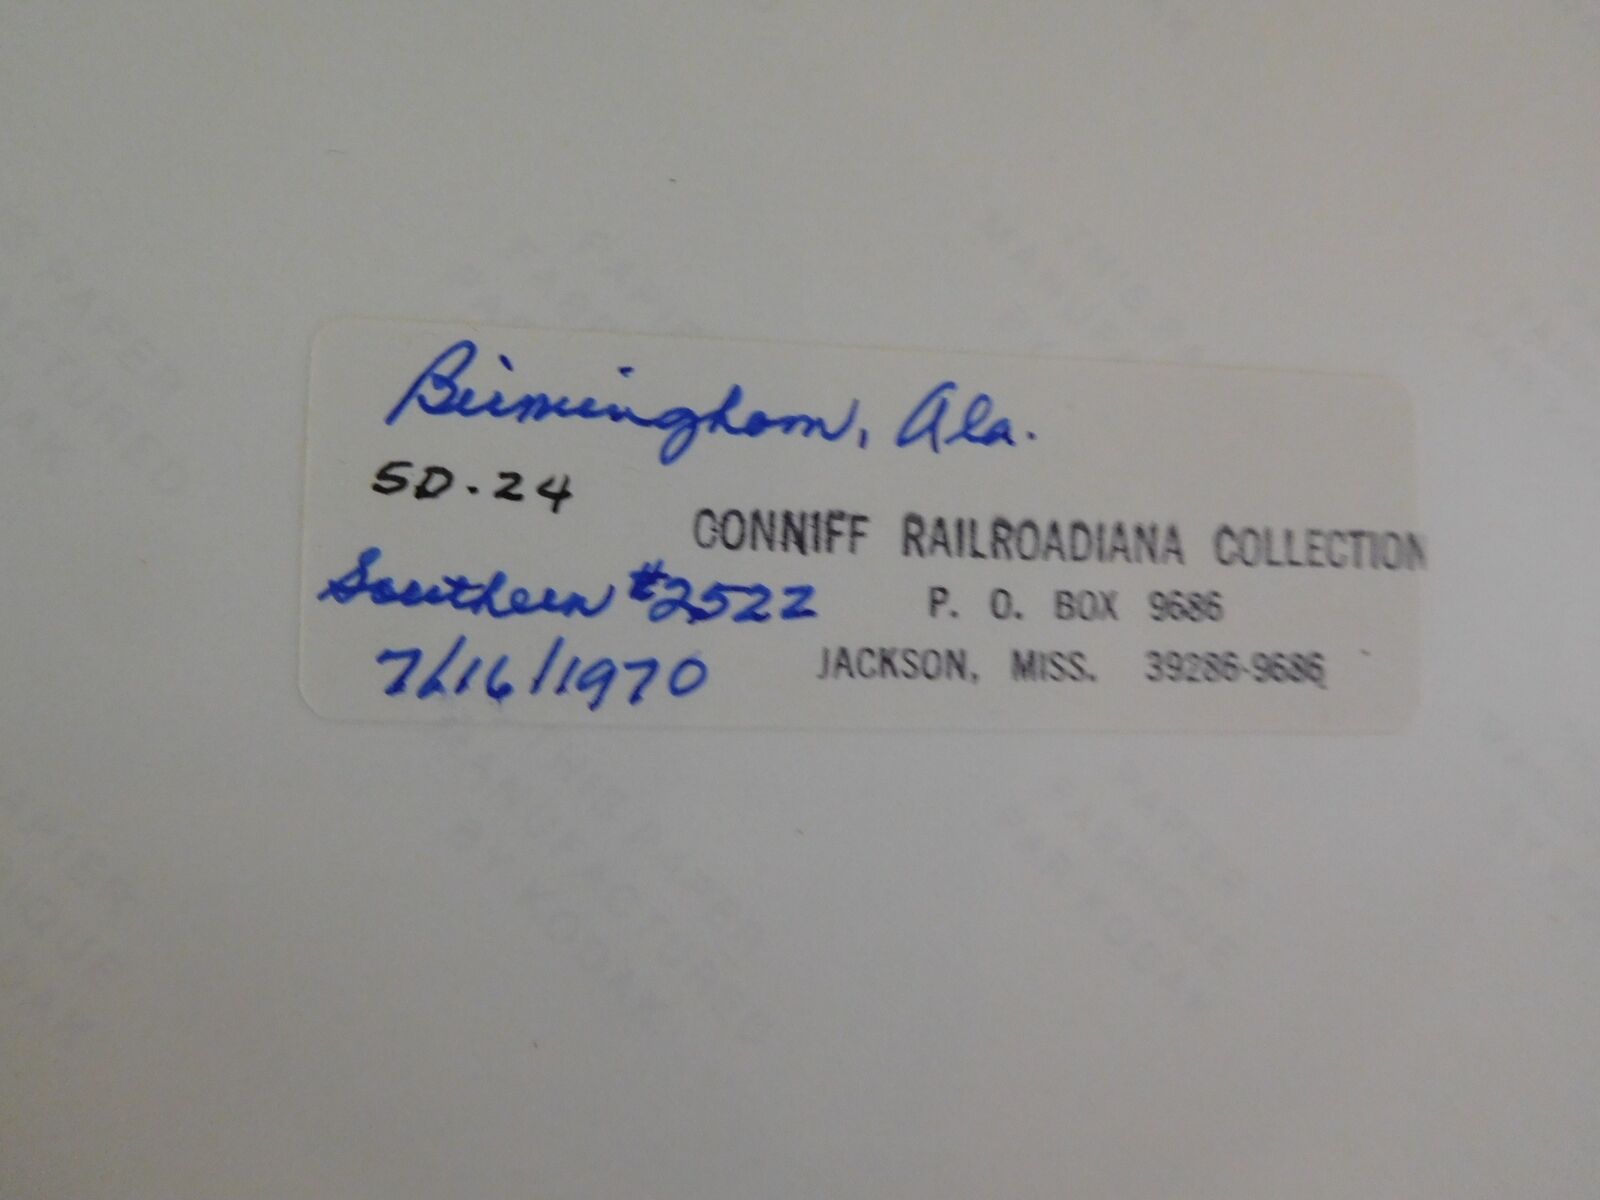 Birmingham, Ala.
SD.24
CONNIFF RAILROADIANA COLLECTION
Southern #2522
P. O. BOX 9686
7/16/1970
JACKSON, MISS. 39286-9686